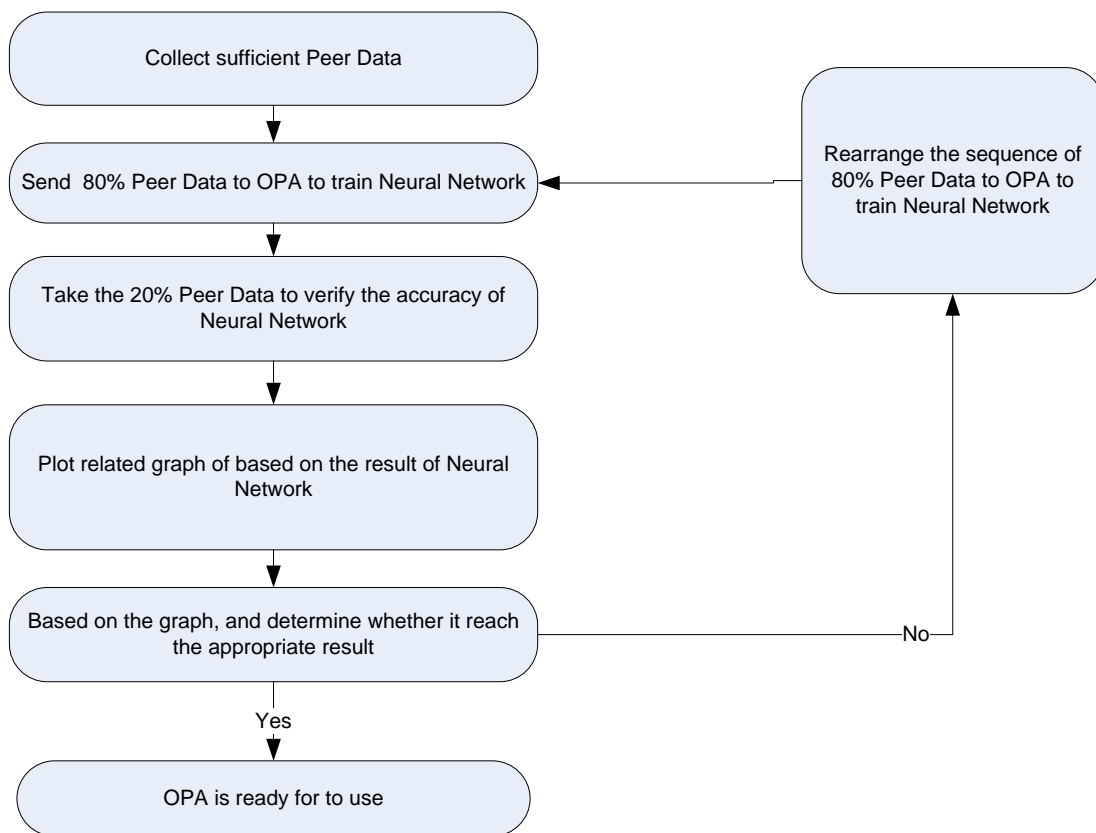 Collect sufficient Peer Data
Send  80% Peer Data to OPA to train Neural Network
Take the 20% Peer Data to verify the accuracy of
Neural Network
Plot related graph of based on the result of Neural
Network
Based on the graph, and determine whether it reach
the appropriate result
No
Yes
OPA is ready for to use
Rearrange the sequence of
80% Peer Data to OPA to
train Neural Network